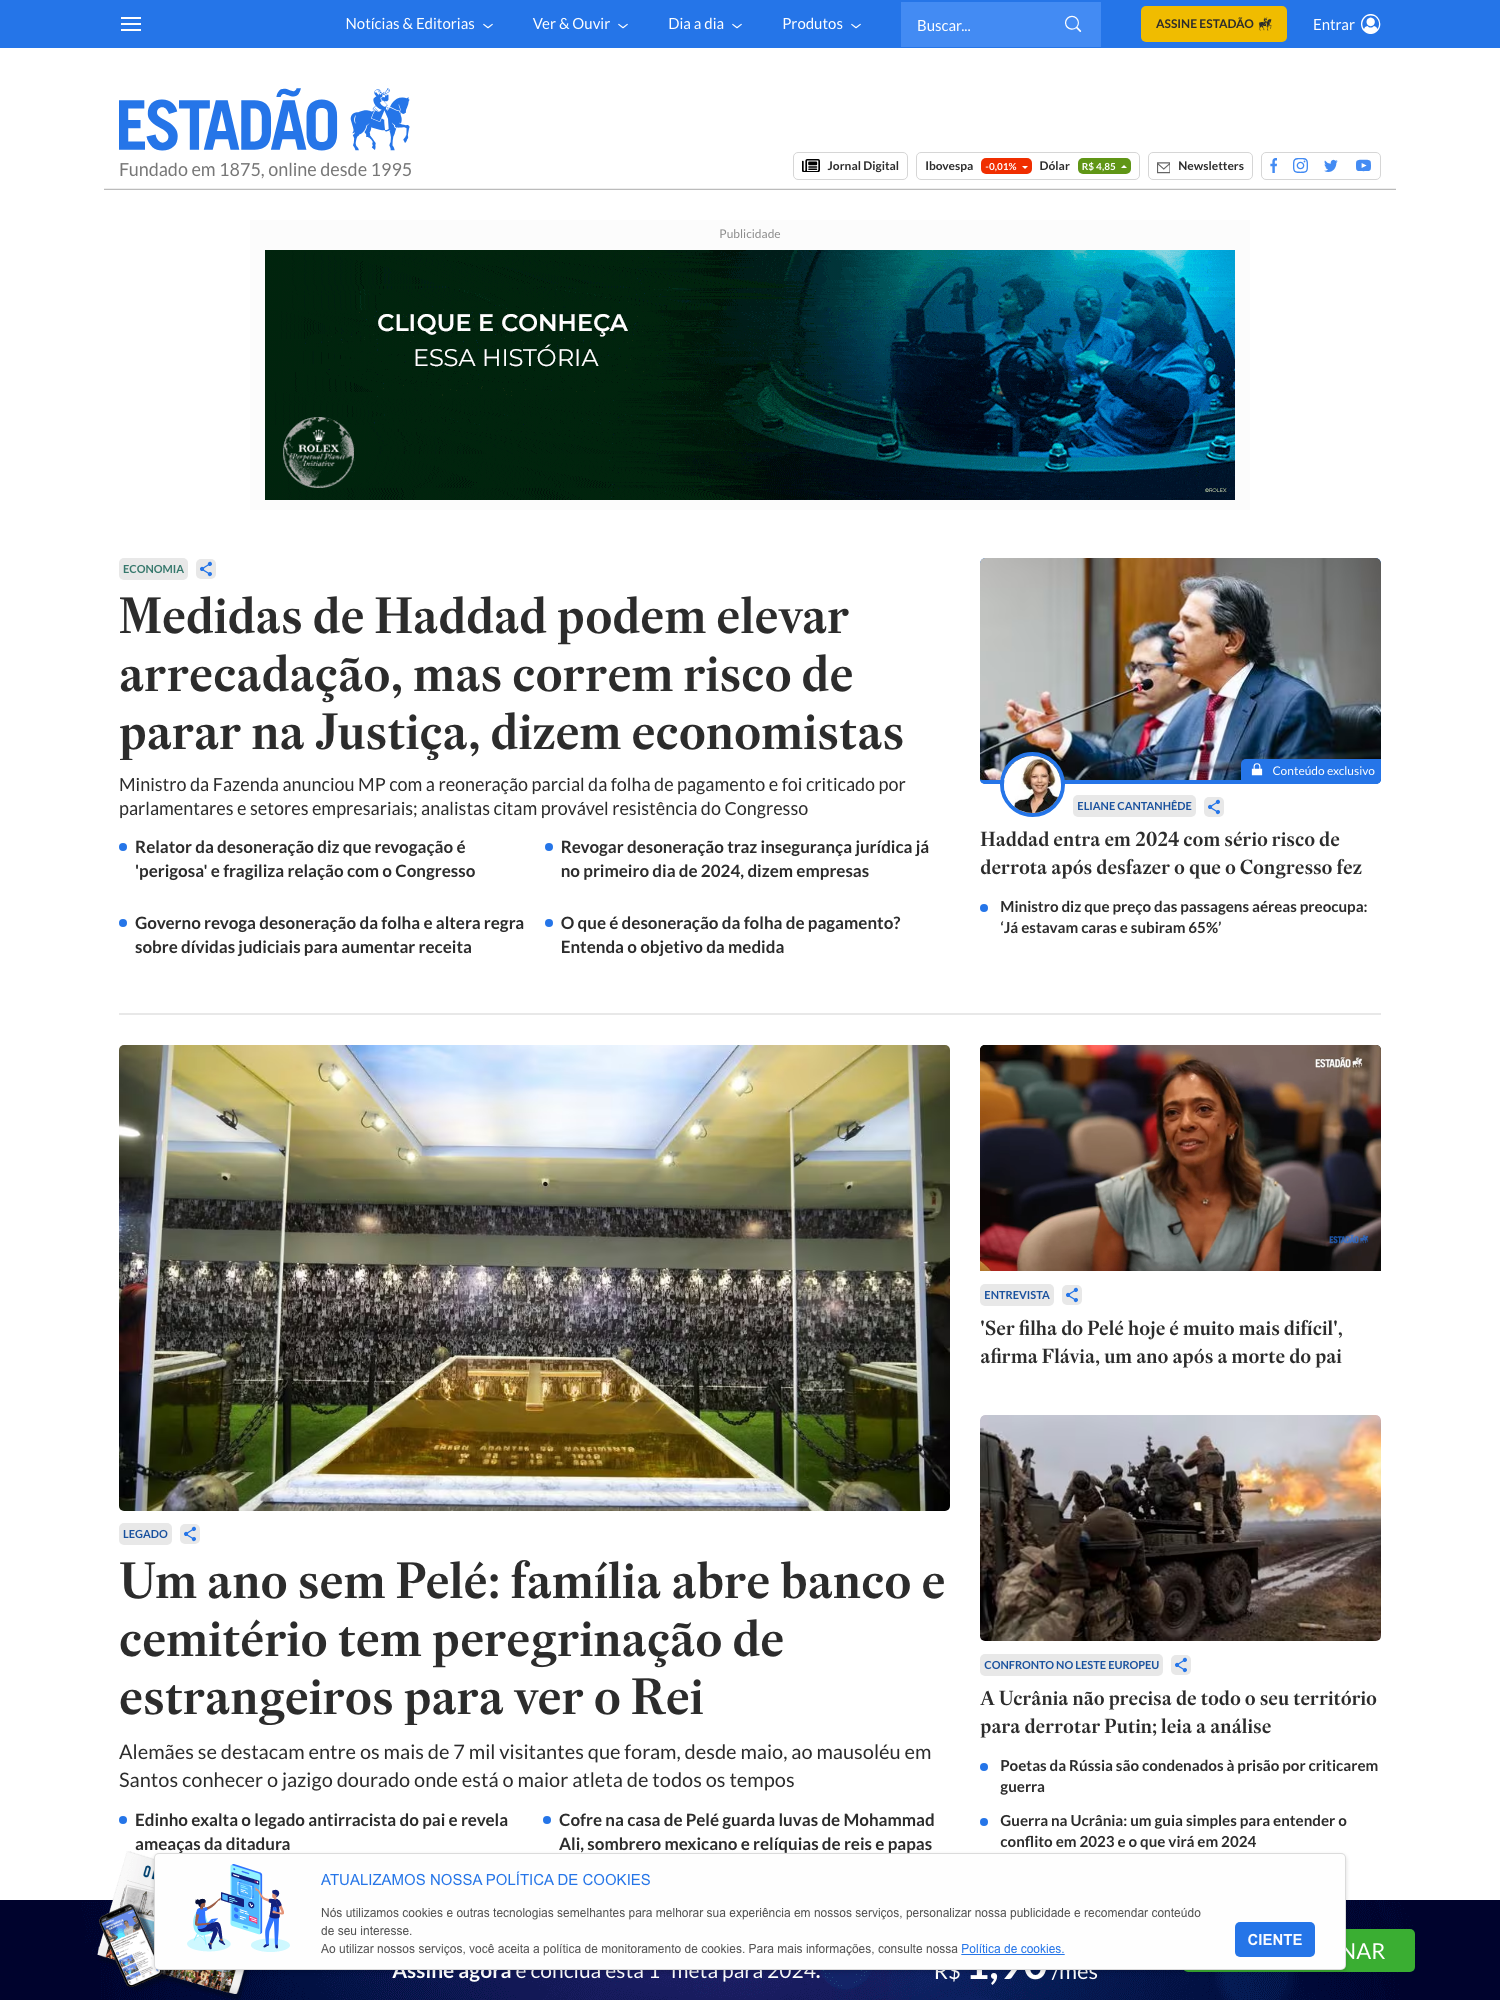 Notícias & Editorias
Ver & Ouvir
Dia a dia
Produtos
Buscar...
ASSINE ESTADÃO
Entrar
ESTADÃO
Fundado em 1875, online desde 1995
Jornal Digital
Ibovespa -0,01% Dólar R$ 4,85
Newsletters
Publicidade
CLIQUE E CONHEÇA
ESSA HISTÓRIA
ROLEX
Perpetual Planet
Initiative
©ROLEX
ECONOMIA
Medidas de Haddad podem elevar
arrecadação, mas correm risco de
parar na Justiça, dizem economistas
Ministro da Fazenda anunciou MP com a reoneração parcial da folha de pagamento e foi criticado por
parlamentares e setores empresariais; analistas citam provável resistência do Congresso
Relator da desoneração diz que revogação é
'perigosa' e fragiliza relação com o Congresso
Revogar desoneração traz insegurança jurídica já
no primeiro dia de 2024, dizem empresas
Governo revoga desoneração da folha e altera regra
sobre dívidas judiciais para aumentar receita
O que é desoneração da folha de pagamento?
Entenda o objetivo da medida
Conteúdo exclusivo
ELIANE CANTANHÊDE
Haddad entra em 2024 com sério risco de
derrota após desfazer o que o Congresso fez
Ministro diz que preço das passagens aéreas preocupa:
‘Já estavam caras e subiram 65%’
LEGADO
Um ano sem Pelé: família abre banco e
cemitério tem peregrinação de
estrangeiros para ver o Rei
Alemães se destacam entre os mais de 7 mil visitantes que foram, desde maio, ao mausoléu em
Santos conhecer o jazigo dourado onde está o maior atleta de todos os tempos
Edinho exalta o legado antirracista do pai e revela
ameaças da ditadura
Cofre na casa de Pelé guarda luvas de Mohammad
Ali, sombrero mexicano e relíquias de reis e papas
ESTADÃO
ESTADÃO
ENTREVISTA
'Ser filha do Pelé hoje é muito mais difícil',
afirma Flávia, um ano após a morte do pai
CONFRONTO NO LESTE EUROPEU
A Ucrânia não precisa de todo o seu território
para derrotar Putin; leia a análise
Poetas da Rússia são condenados à prisão por criticarem
guerra
Guerra na Ucrânia: um guia simples para entender o
conflito em 2023 e o que virá em 2024
ATUALIZAMOS NOSSA POLÍTICA DE COOKIES
Nós utilizamos cookies e outras tecnologias semelhantes para melhorar sua experiência em nossos serviços, personalizar nossa publicidade e recomendar conteúdo
de seu interesse.
Ao utilizar nossos serviços, você aceita a política de monitoramento de cookies. Para mais informações, consulte nossa Política de cookies.
CIENTE
Assine agora e conclua esta 1ª meta para 2024.
R$ 1,90 /mês
NAR